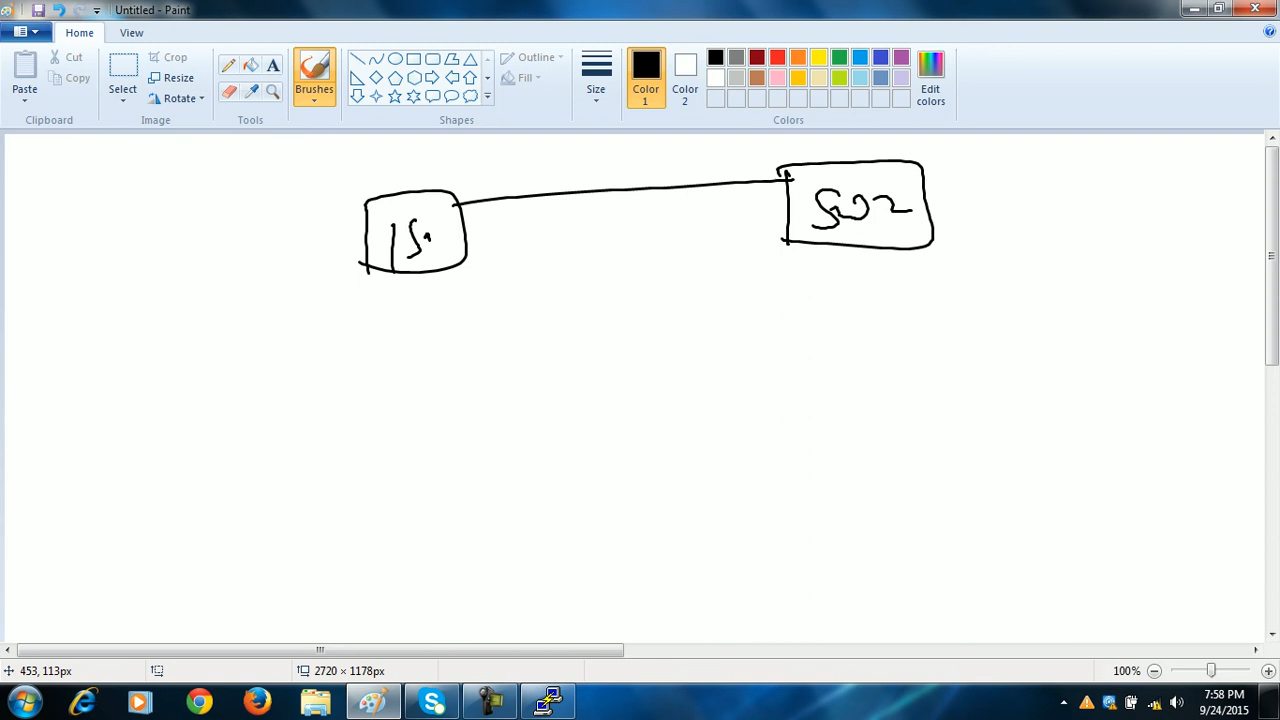 Untitled - Paint
Home
View
Paste
Cut
Copy
Clipboard
Select
Crop
Resize
Rotate
Image
Tools
Brushes
Shapes
Outline
Fill
Size
Color
1
Color
2
Edit
colors
Colors
453, 113px
2720 × 1178px
100%
7:58 PM
9/24/2015